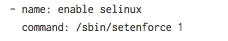 - name: enable selinux
command: /sbin/setenforce 1